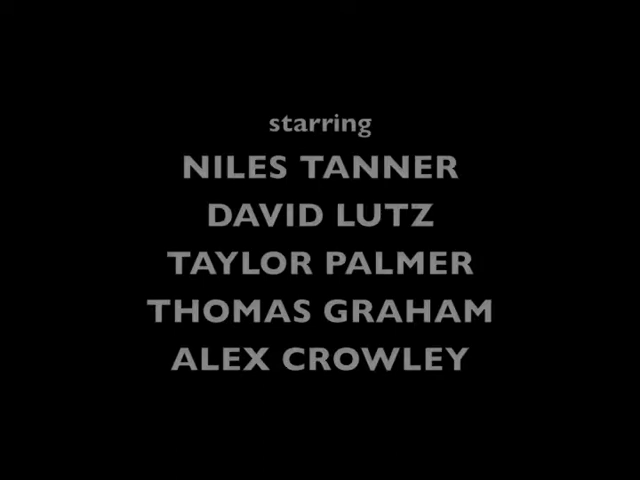 starring
NILES TANNER
DAVID LUTZ
TAYLOR PALMER
THOMAS GRAHAM
ALEX CROWLEY